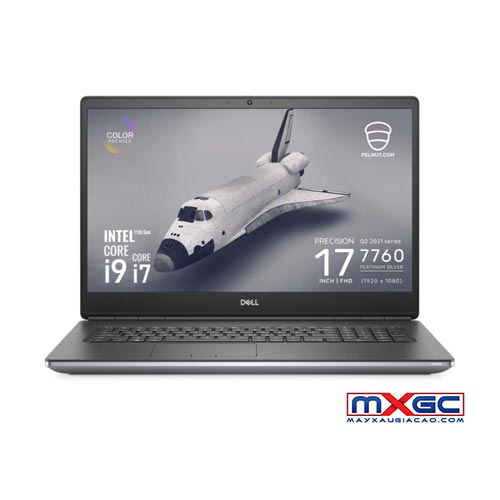 COLOR
PREMIER
PELNUT.COM
INTEL 11th Gen
CORE CORE
i9 i7
PRECISION Q2 2021 series
17 7760
PLATINUM SILVER
INCH | FHD (1920 x 1080)
DELL
MXGC
MAYXAUGIACAO.COM